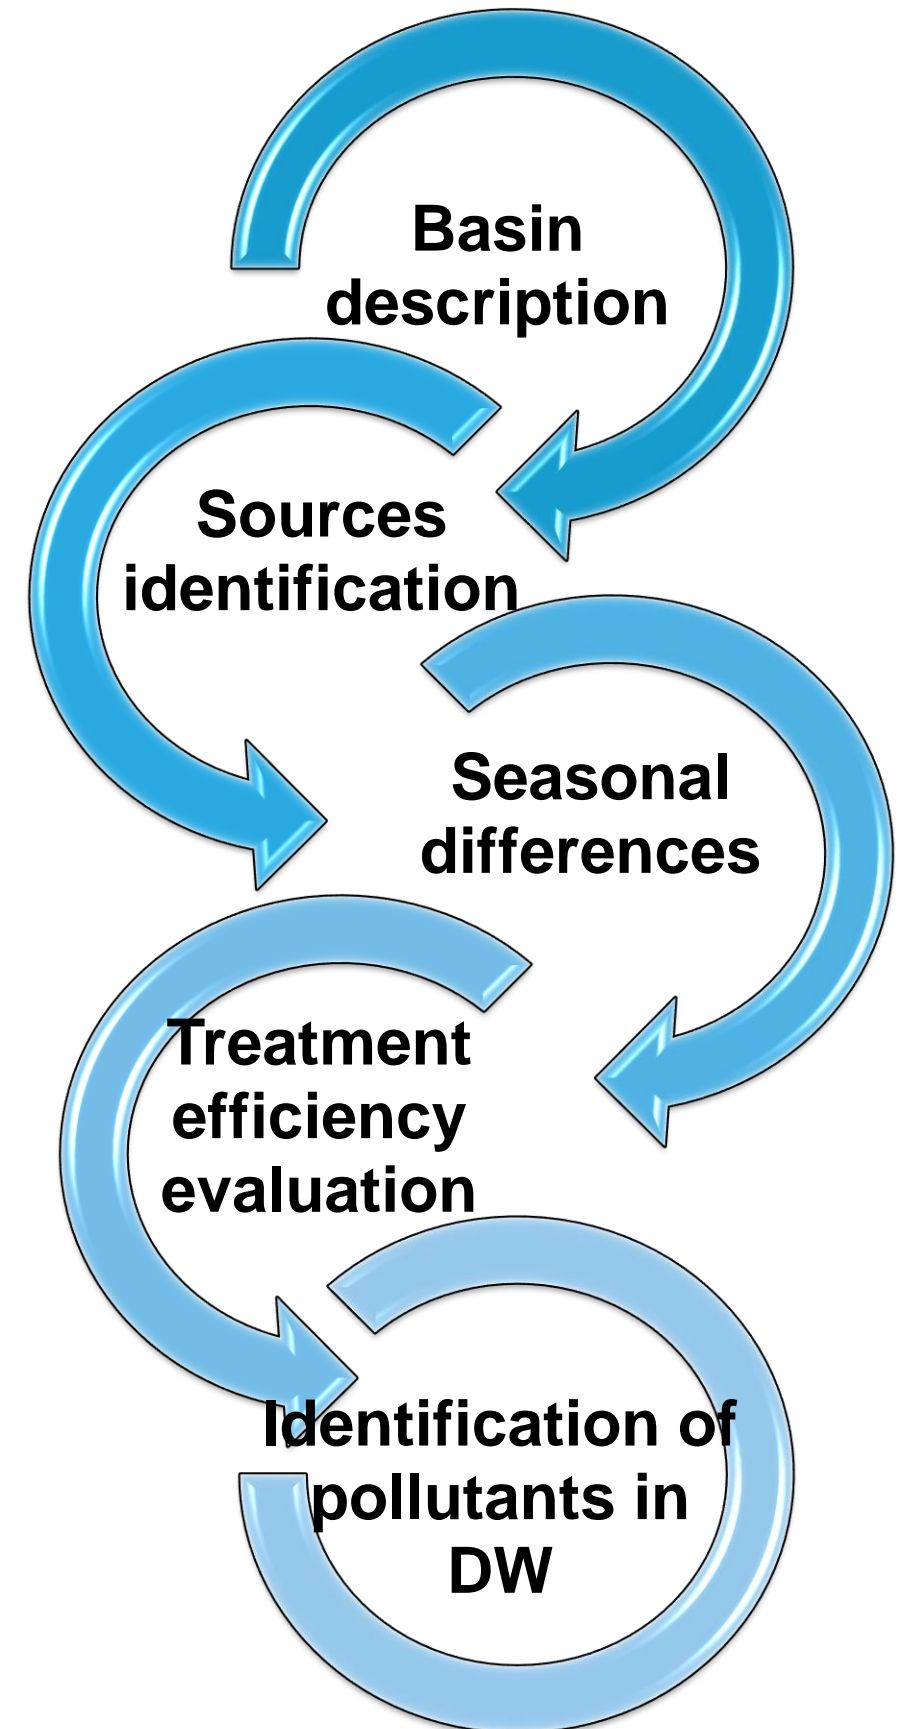 Basin
description
Sources
identification
Seasonal
differences
Treatment
efficiency
evaluation
Identification of
pollutants in
DW